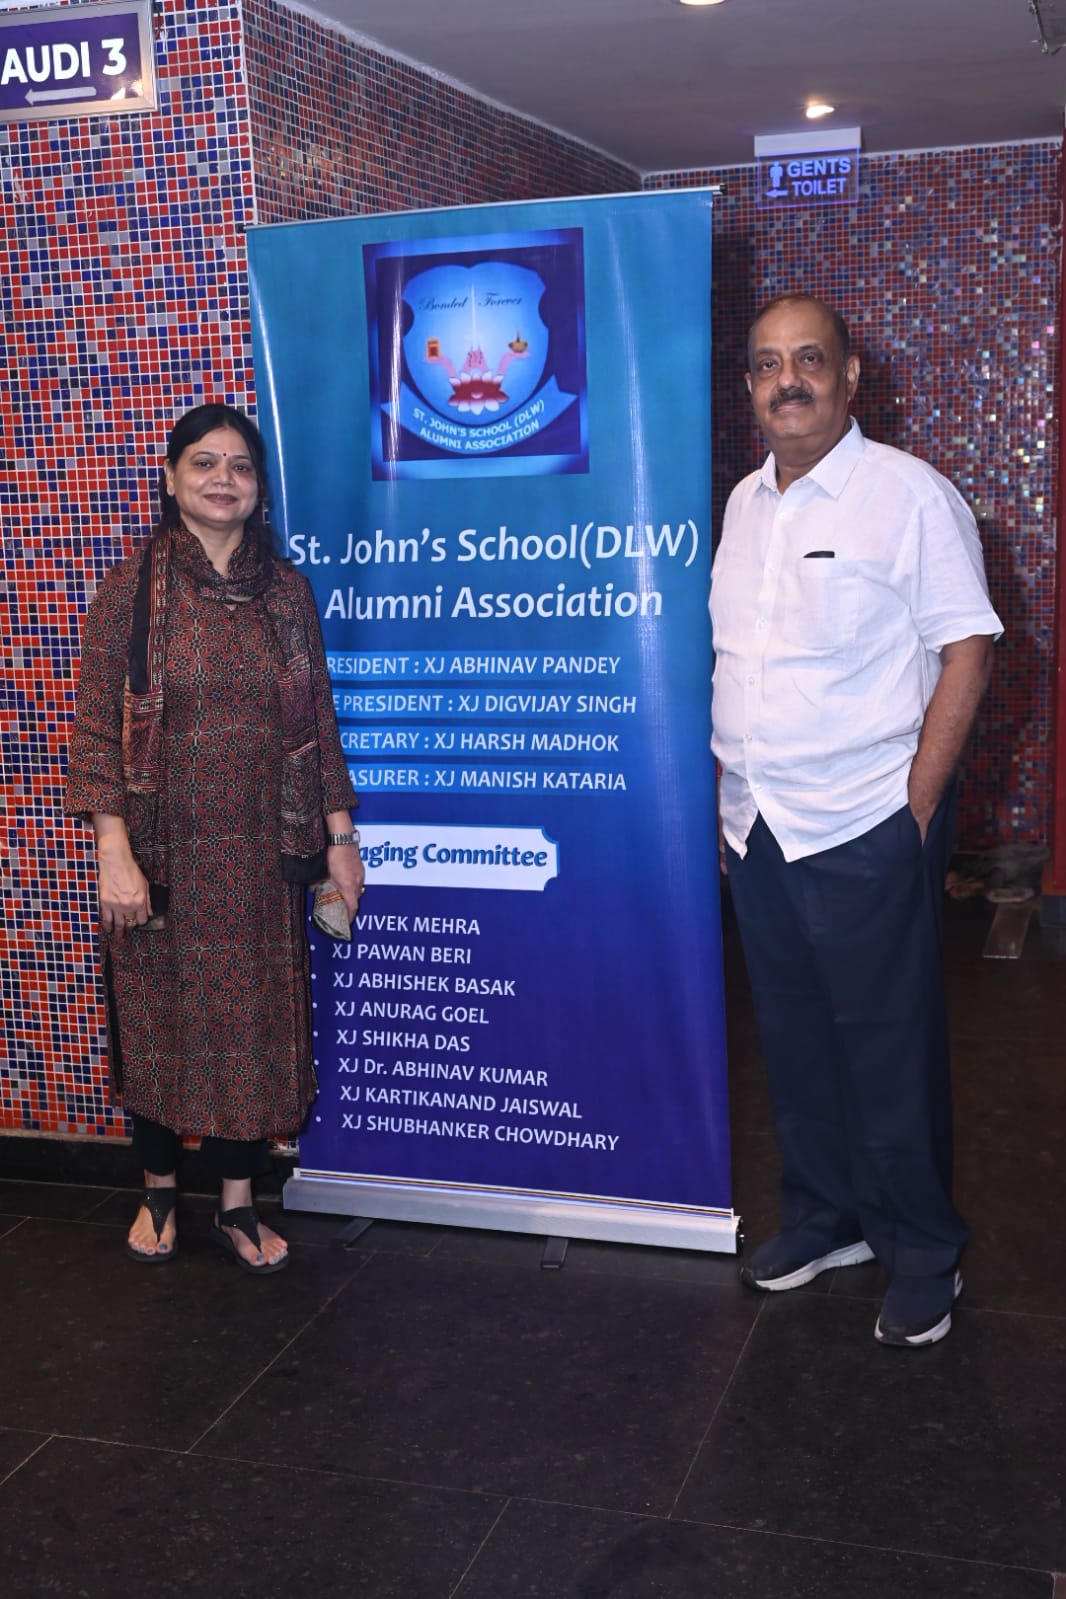 AUDI 3
GENTS
TOILET
Bonded Forever
ST. JOHN'S SCHOOL (DLW)
ALUMNI ASSOCIATION
St. John's School(DLW)
Alumni Association
RESIDENT : XJ ABHINAV PANDEY
E PRESIDENT : XJ DIGVIJAY SINGH
CRETARY : XJ HARSH MADHOK
ASURER : XJ MANISH KATARIA
aging Committee
VIVEK MEHRA
XJ PAWAN BERI
XJ ABHISHEK BASAK
XJ ANURAG GOEL
XJ SHIKHA DAS
XJ Dr. ABHINAV KUMAR
XJ KARTIKANAND JAISWAL
XJ SHUBHANKER CHOWDHARY